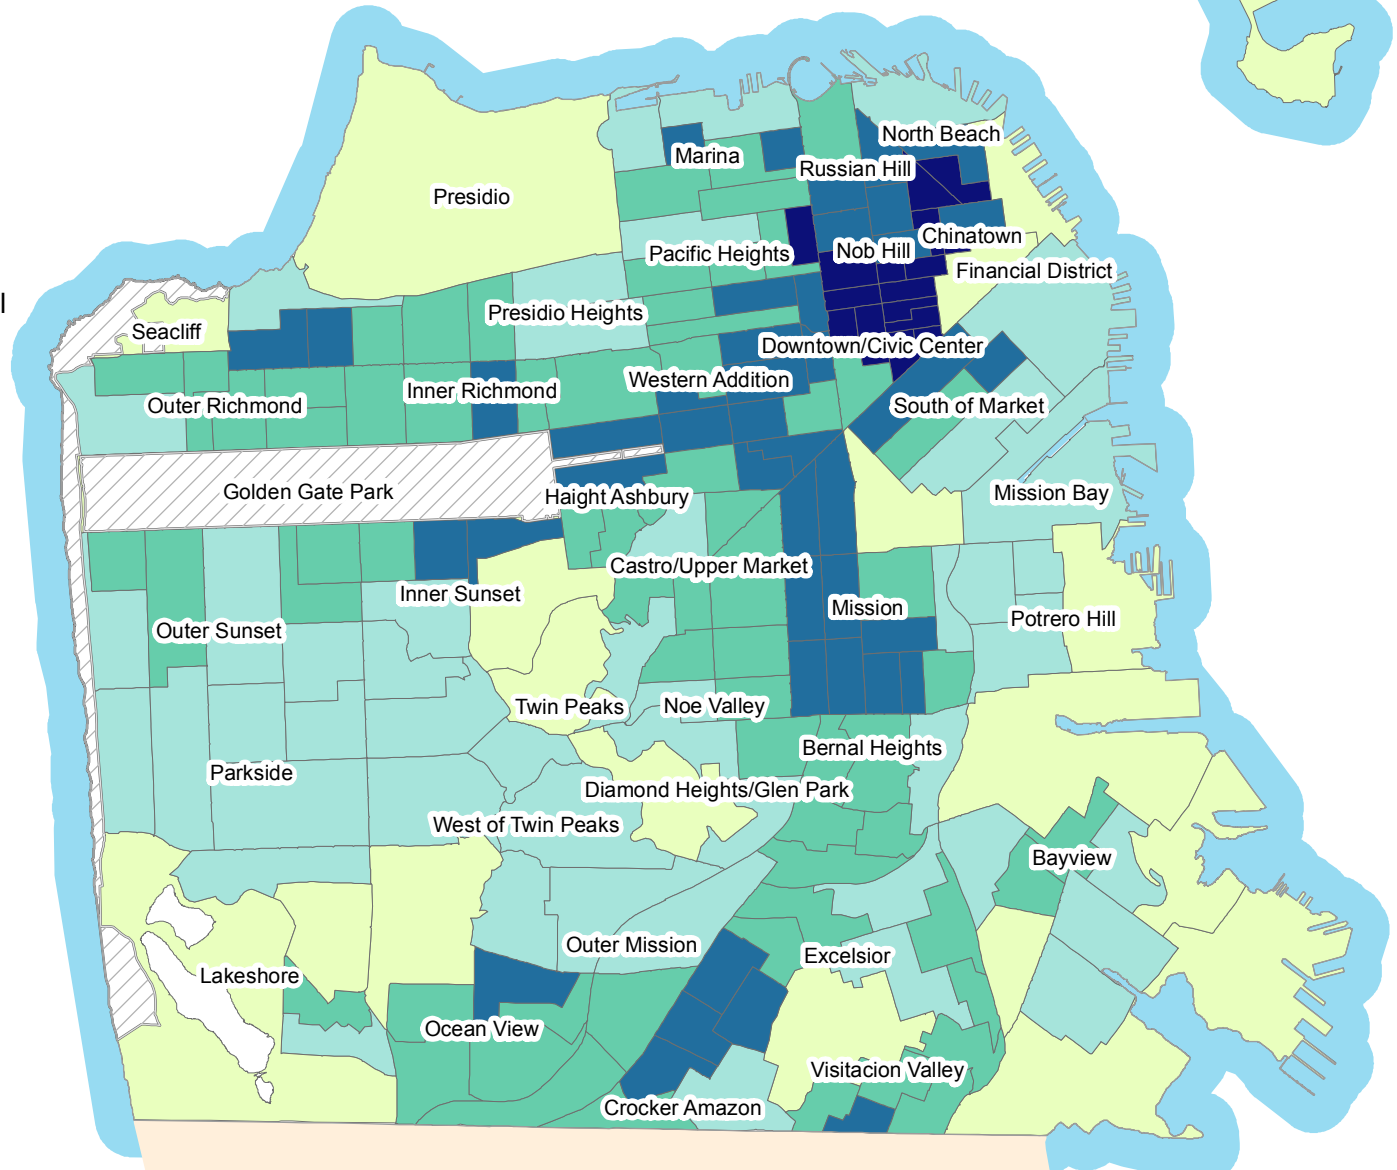 North Beach
Marina
Russian Hill
Presidio
Chinatown
Pacific Heights
Nob Hill
Financial District
l
Presidio Heights
Seacliff
Downtown/Civic Center
Western Addition
Inner Richmond
Outer Richmond
South of Market
Golden Gate Park
Haight Ashbury
Mission Bay
Castro/Upper Market
Inner Sunset
Mission
Potrero Hill
Outer Sunset
Twin Peaks
Noe Valley
Bernal Heights
Parkside
Diamond Heights/Glen Park
West of Twin Peaks
Bayview
Outer Mission
Excelsior
Lakeshore
Ocean View
Visitacion Valley
Crocker Amazon